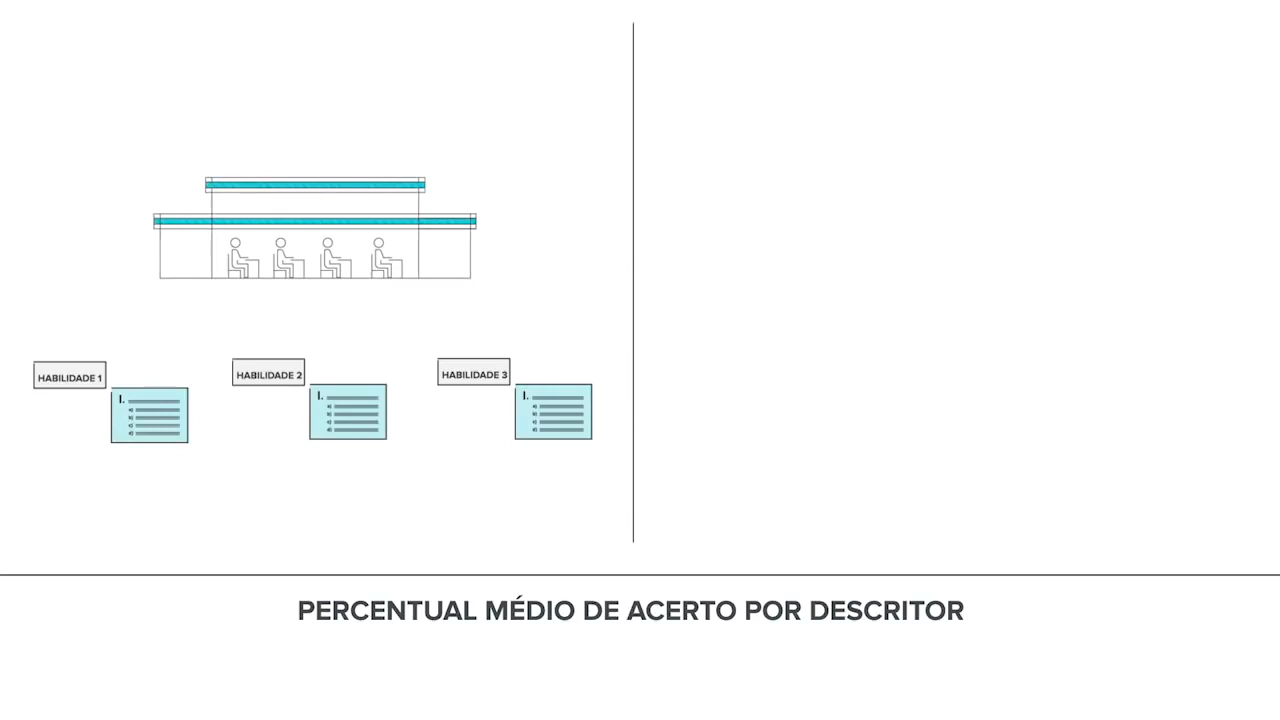 HABILIDADE 1
I.
a)
b)
c)
d)
HABILIDADE 2
I.
a)
b)
c)
d)
HABILIDADE 3
I.
a)
b)
c)
d)
PERCENTUAL MÉDIO DE ACERTO POR DESCRITOR